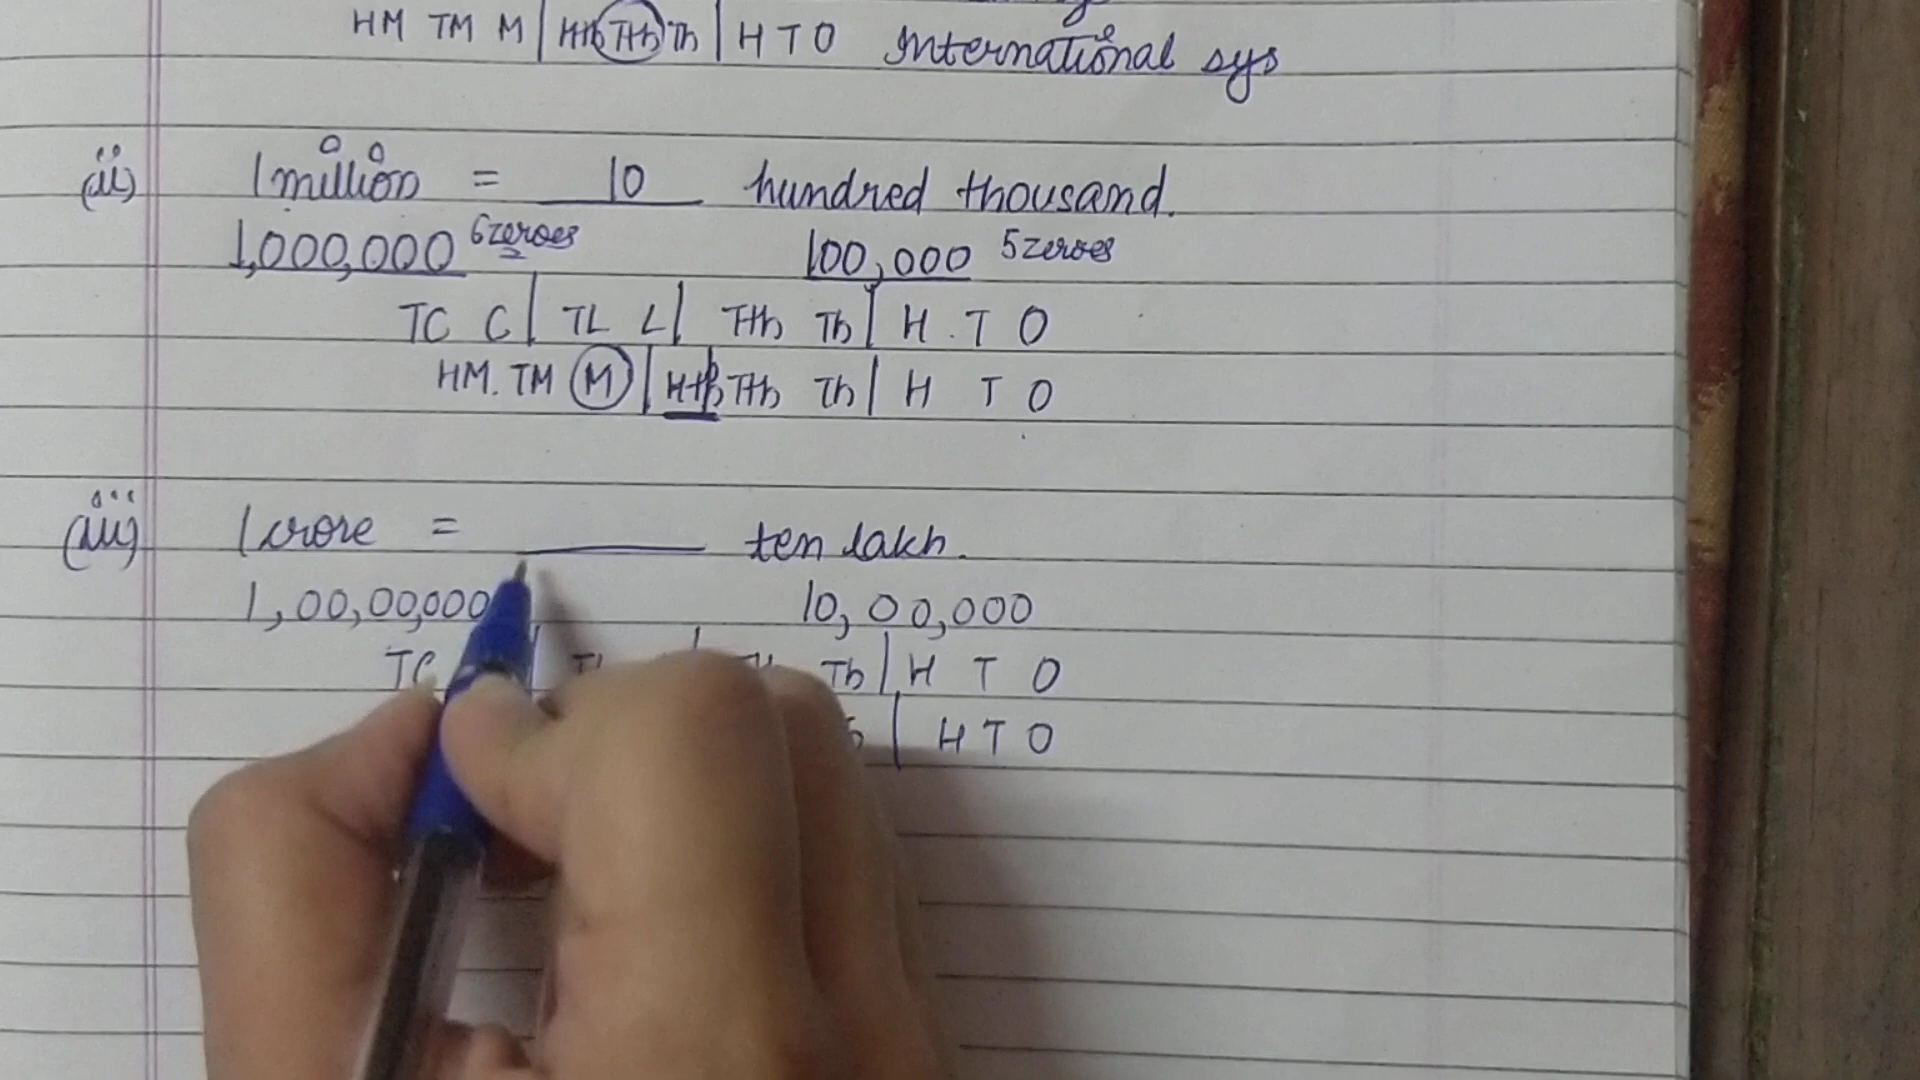 HM TM M | HTh TTh Th | H T O International sys
(ii) 1 million = 10 hundred thousand.
1,000,000 6 zeroes 100,000 5 zeroes
TC C | TL L | TTh Th | H . T O
HM. TM M | HTh TTh Th | H T O
(iii) 1 crore = ____ ten lakh.
1,00,00,000 10,00,000
TC Th | H T O
H T O